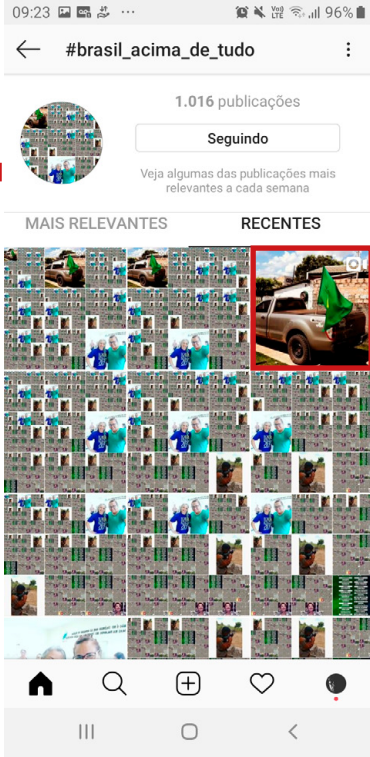 09:23
96%
#brasil_acima_de_tudo
1.016 publicações
Seguindo
Veja algumas das publicações mais
relevantes a cada semana
MAIS RELEVANTES
RECENTES